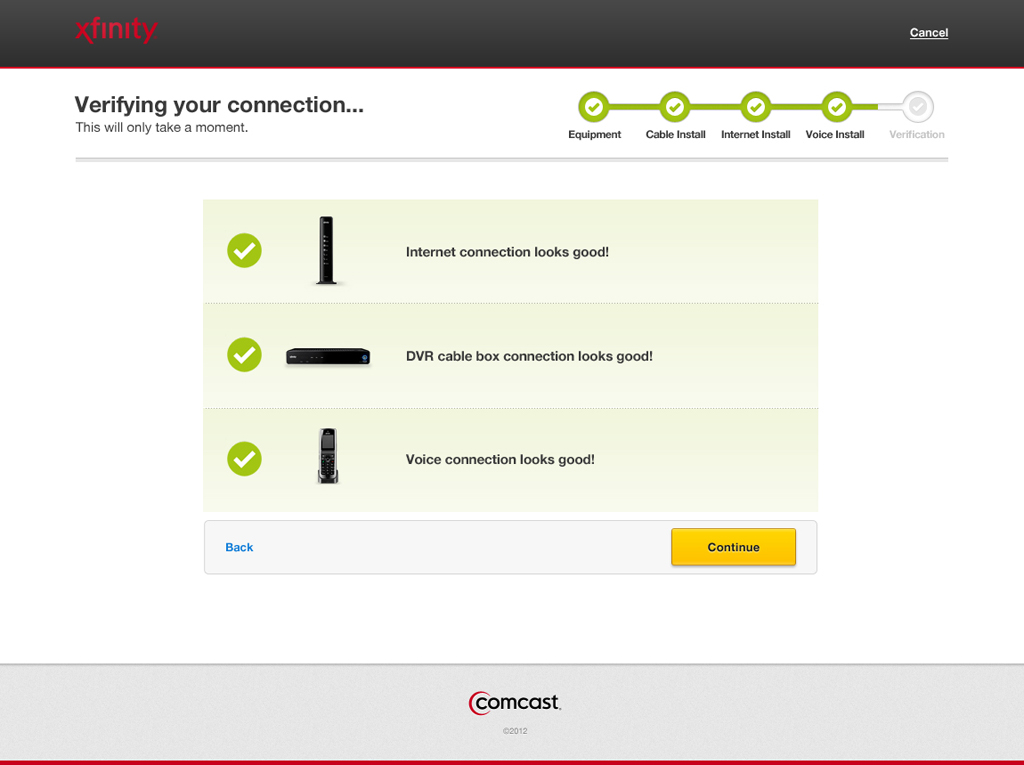 xfinity
Cancel
Verifying your connection...
This will only take a moment.
Equipment
Cable Install
Internet Install
Voice Install
Verification
Internet connection looks good!
DVR cable box connection looks good!
Voice connection looks good!
Back
Continue
comcast.
©2012